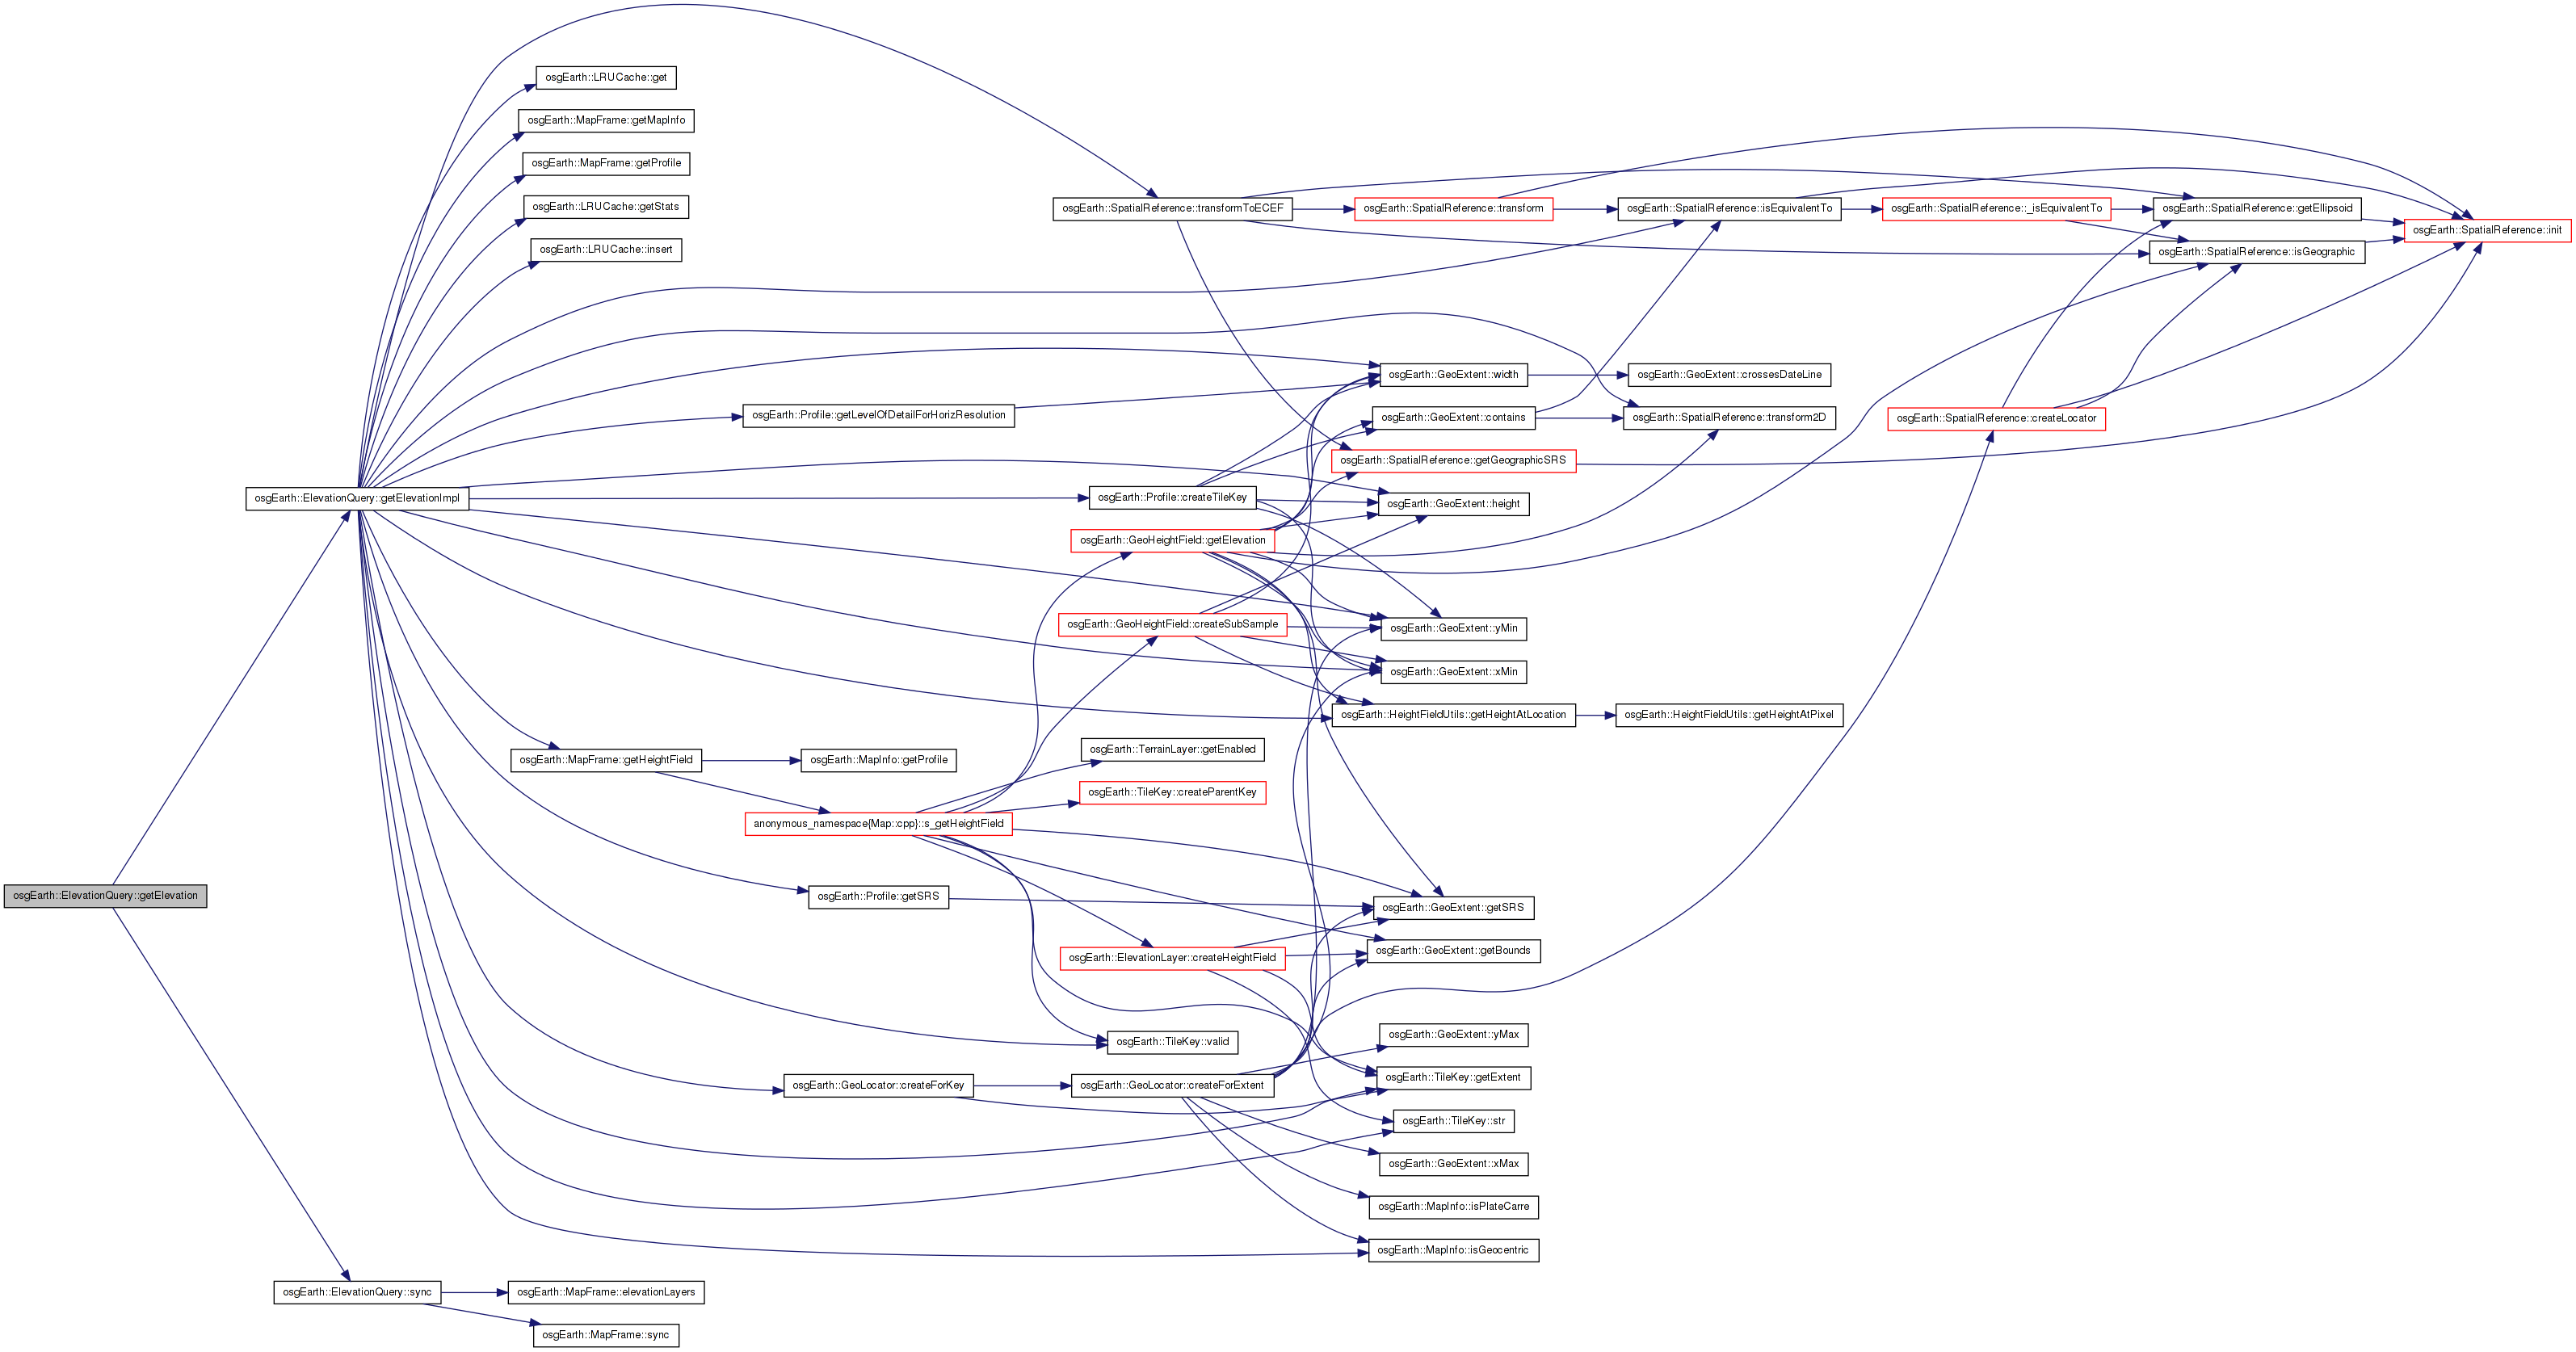 osgEarth::LRUCache::get
osgEarth::MapFrame::getMapInfo
osgEarth::MapFrame::getProfile
osgEarth::LRUCache::getStats
osgEarth::SpatialReference::transformToECEF
osgEarth::SpatialReference::transform
osgEarth::SpatialReference::isEquivalentTo
osgEarth::SpatialReference::_isEquivalentTo
osgEarth::SpatialReference::getEllipsoid
osgEarth::SpatialReference::init
osgEarth::LRUCache::insert
osgEarth::SpatialReference::isGeographic
osgEarth::GeoExtent::width
osgEarth::GeoExtent::crossesDateLine
osgEarth::Profile::getLevelOfDetailForHorizResolution
osgEarth::GeoExtent::contains
osgEarth::SpatialReference::transform2D
osgEarth::SpatialReference::createLocator
osgEarth::SpatialReference::getGeographicSRS
osgEarth::ElevationQuery::getElevationImpl
osgEarth::Profile::createTileKey
osgEarth::GeoExtent::height
osgEarth::GeoHeightField::getElevation
osgEarth::GeoHeightField::createSubSample
osgEarth::GeoExtent::yMin
osgEarth::GeoExtent::xMin
osgEarth::HeightFieldUtils::getHeightAtLocation
osgEarth::HeightFieldUtils::getHeightAtPixel
osgEarth::TerrainLayer::getEnabled
osgEarth::MapFrame::getHeightField
osgEarth::MapInfo::getProfile
osgEarth::TileKey::createParentKey
anonymous_namespace{Map::cpp}::s_getHeightField
osgEarth::ElevationQuery::getElevation
osgEarth::Profile::getSRS
osgEarth::GeoExtent::getSRS
osgEarth::ElevationLayer::createHeightField
osgEarth::GeoExtent::getBounds
osgEarth::TileKey::valid
osgEarth::GeoExtent::yMax
osgEarth::GeoLocator::createForKey
osgEarth::GeoLocator::createForExtent
osgEarth::TileKey::getExtent
osgEarth::TileKey::str
osgEarth::GeoExtent::xMax
osgEarth::MapInfo::isPlateCarre
osgEarth::MapInfo::isGeocentric
osgEarth::ElevationQuery::sync
osgEarth::MapFrame::elevationLayers
osgEarth::MapFrame::sync